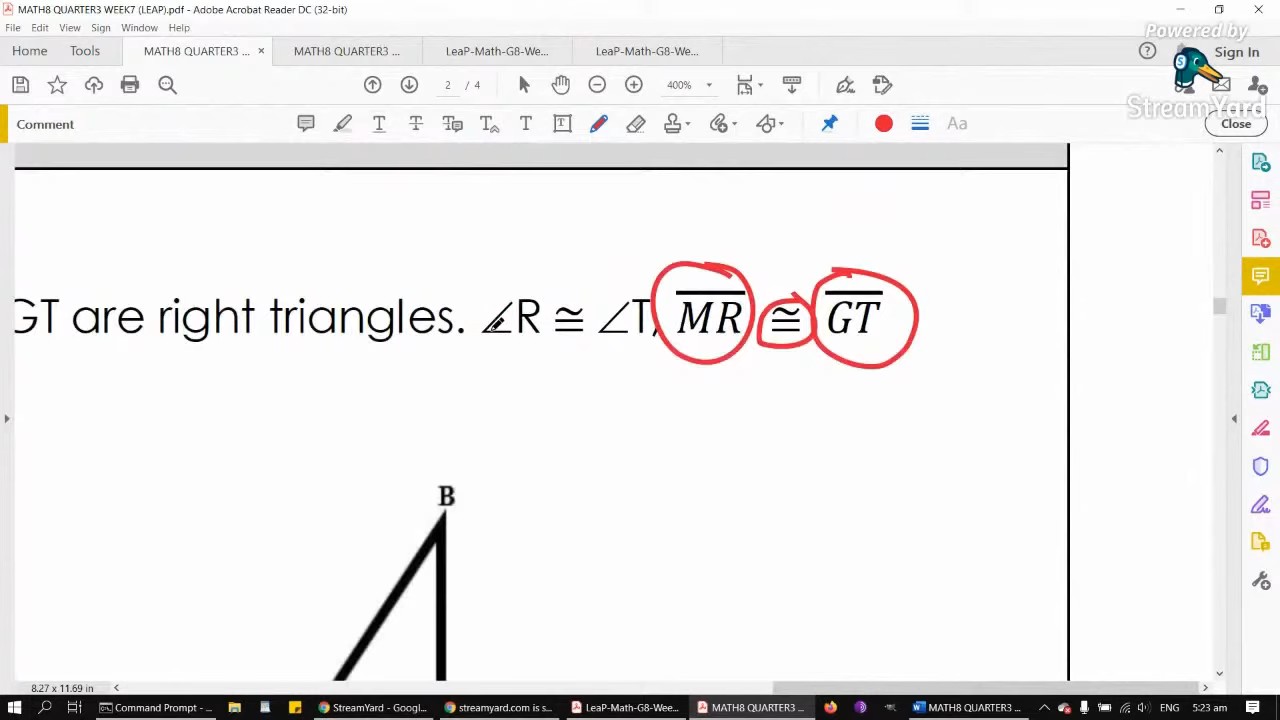 MATH8 QUARTER3 WEEK7 (LEAP).pdf - Adobe Acrobat Reader DC (32-bit)
File Edit View Sign Window Help
Powered by
StreamYard
Home Tools MATH8 QUARTER3 ... × MATH8 QUARTER3 ... LeaP-Math-G8-We... LeaP-Math-G8-We... Sign In
2 / 400%
Comment Aa Close
GT are right triangles. ∠R ≅ ∠T, MR ≅ GT
B
8.27 x 11.69 in
Command Prompt - ... StreamYard - Googl... streamyard.com is s... LeaP-Math-G8-Wee... MATH8 QUARTER3 ... MATH8 QUARTER ... ENG 5:23 am